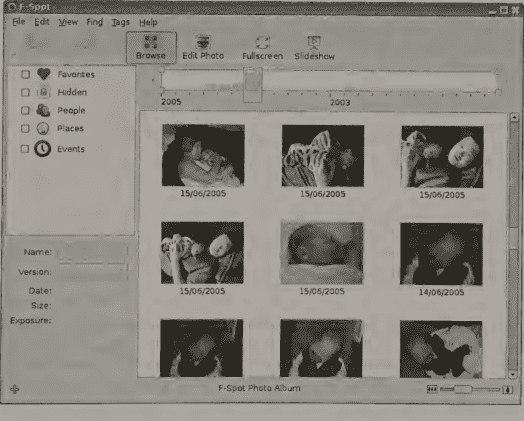 F-Spot
File Edit View Find Tags Help
Browse Edit Photo Fullscreen Slideshow
Favorites
Hidden
People
Places
Events
2005 2003
15/06/2005 15/06/2005 15/06/2005
15/06/2005 15/06/2005 14/06/2005
Name:
Version:
Date:
Size:
Exposure:
F-Spot Photo Album